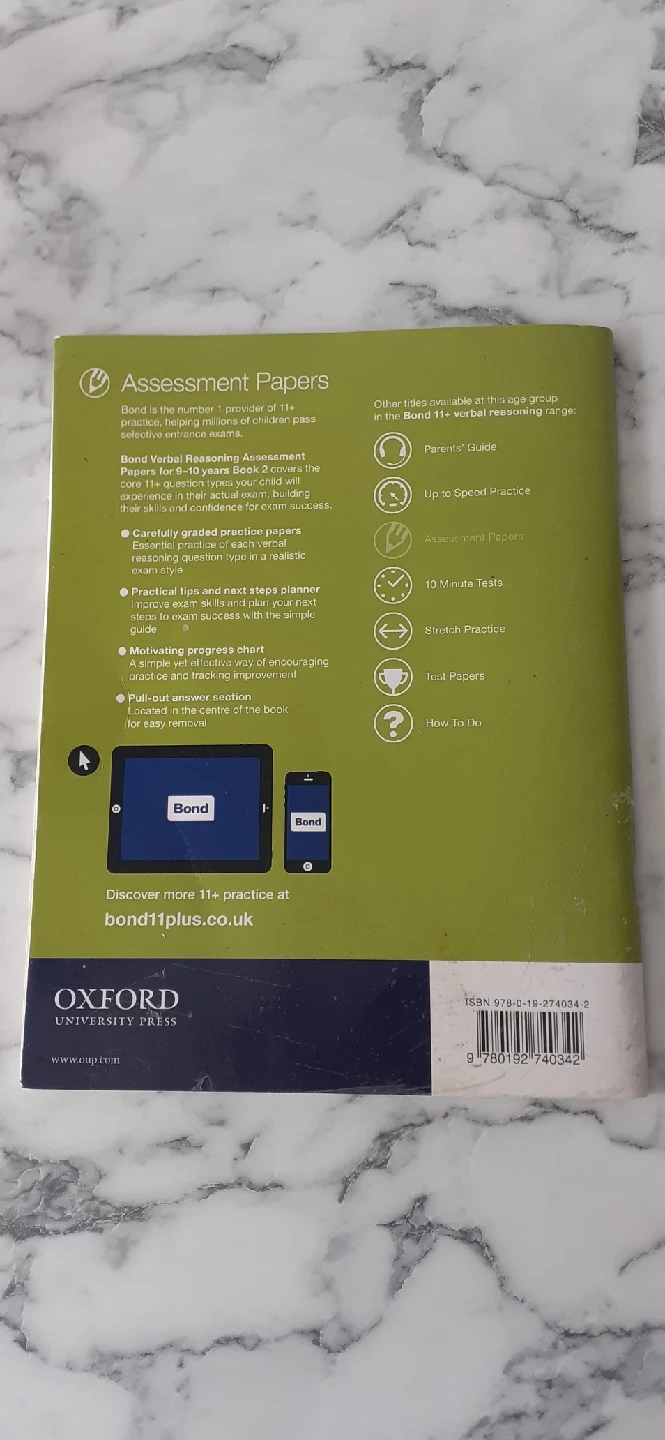 Assessment Papers
Bond is the number 1 provider of 11+
practice, helping millions of children pass
selective entrance exams.
Bond Verbal Reasoning Assessment
Papers for 9–10 years Book 2 covers the
core 11+ question types your child will
experience in their actual exam, building
their skills and confidence for exam success.
Carefully graded practice papers
Essential practice of each verbal
reasoning question type in a realistic
exam style
Practical tips and next steps planner
Improve exam skills and plan your next
steps to exam success with the simple
guide
Motivating progress chart
A simple yet effective way of encouraging
practice and tracking improvement
Pull-out answer section
Located in the centre of the book
for easy removal
Bond
Bond
Discover more 11+ practice at
bond11plus.co.uk
Other titles available at this age group
in the Bond 11+ verbal reasoning range:
Parents' Guide
Up to Speed Practice
Assessment Papers
10 Minute Tests
Stretch Practice
Test Papers
How To Do
OXFORD
UNIVERSITY PRESS
www.oup.com
ISBN 978-0-19-274034-2
9 780192 740342